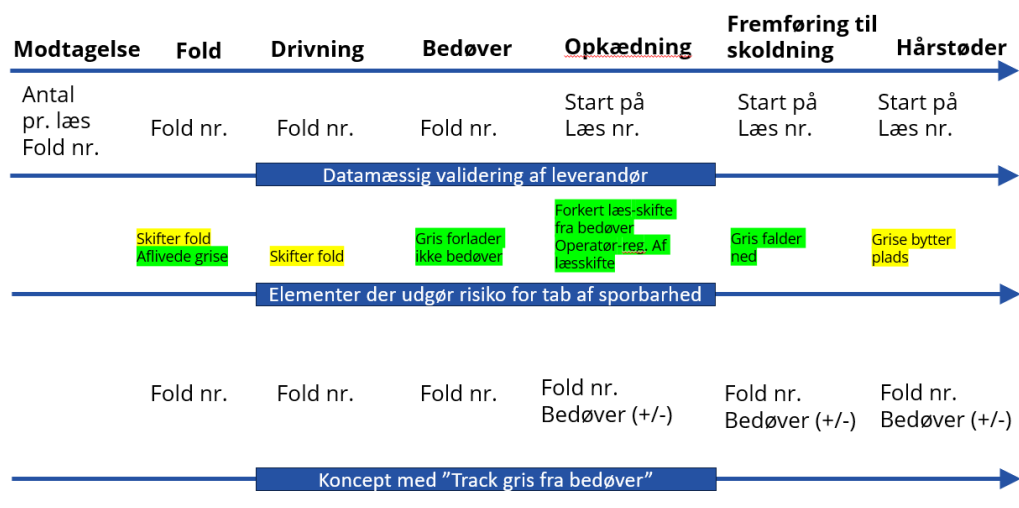 Modtagelse
Fold
Drivning
Bedøver
Opkædning
Fremføring til
skoldning
Hårstøder
Antal
pr. læs
Fold nr.
Fold nr.
Fold nr.
Fold nr.
Start på
Læs nr.
Start på
Læs nr.
Start på
Læs nr.
Datamæssig validering af leverandør
Skifter fold
Aflivede grise
Skifter fold
Gris forlader
ikke bedøver
Forkert læs-skifte
fra bedøver
Operatør-reg. Af
læsskifte
Gris falder
ned
Grise bytter
plads
Elementer der udgør risiko for tab af sporbarhed
Fold nr.
Fold nr.
Fold nr.
Fold nr.
Bedøver (+/-)
Fold nr.
Bedøver (+/-)
Fold nr.
Bedøver (+/-)
Koncept med ”Track gris fra bedøver”